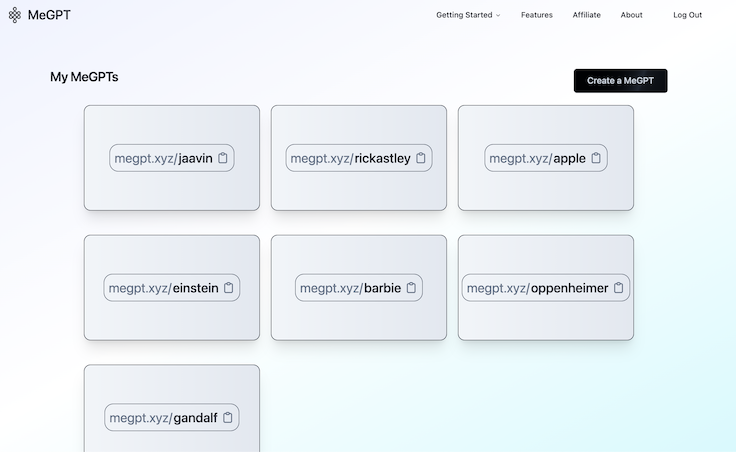 MeGPT
Getting Started
Features
Affiliate
About
Log Out
My MeGPTs
Create a MeGPT
megpt.xyz/jaavin
megpt.xyz/rickastley
megpt.xyz/apple
megpt.xyz/einstein
megpt.xyz/barbie
megpt.xyz/oppenheimer
megpt.xyz/gandalf